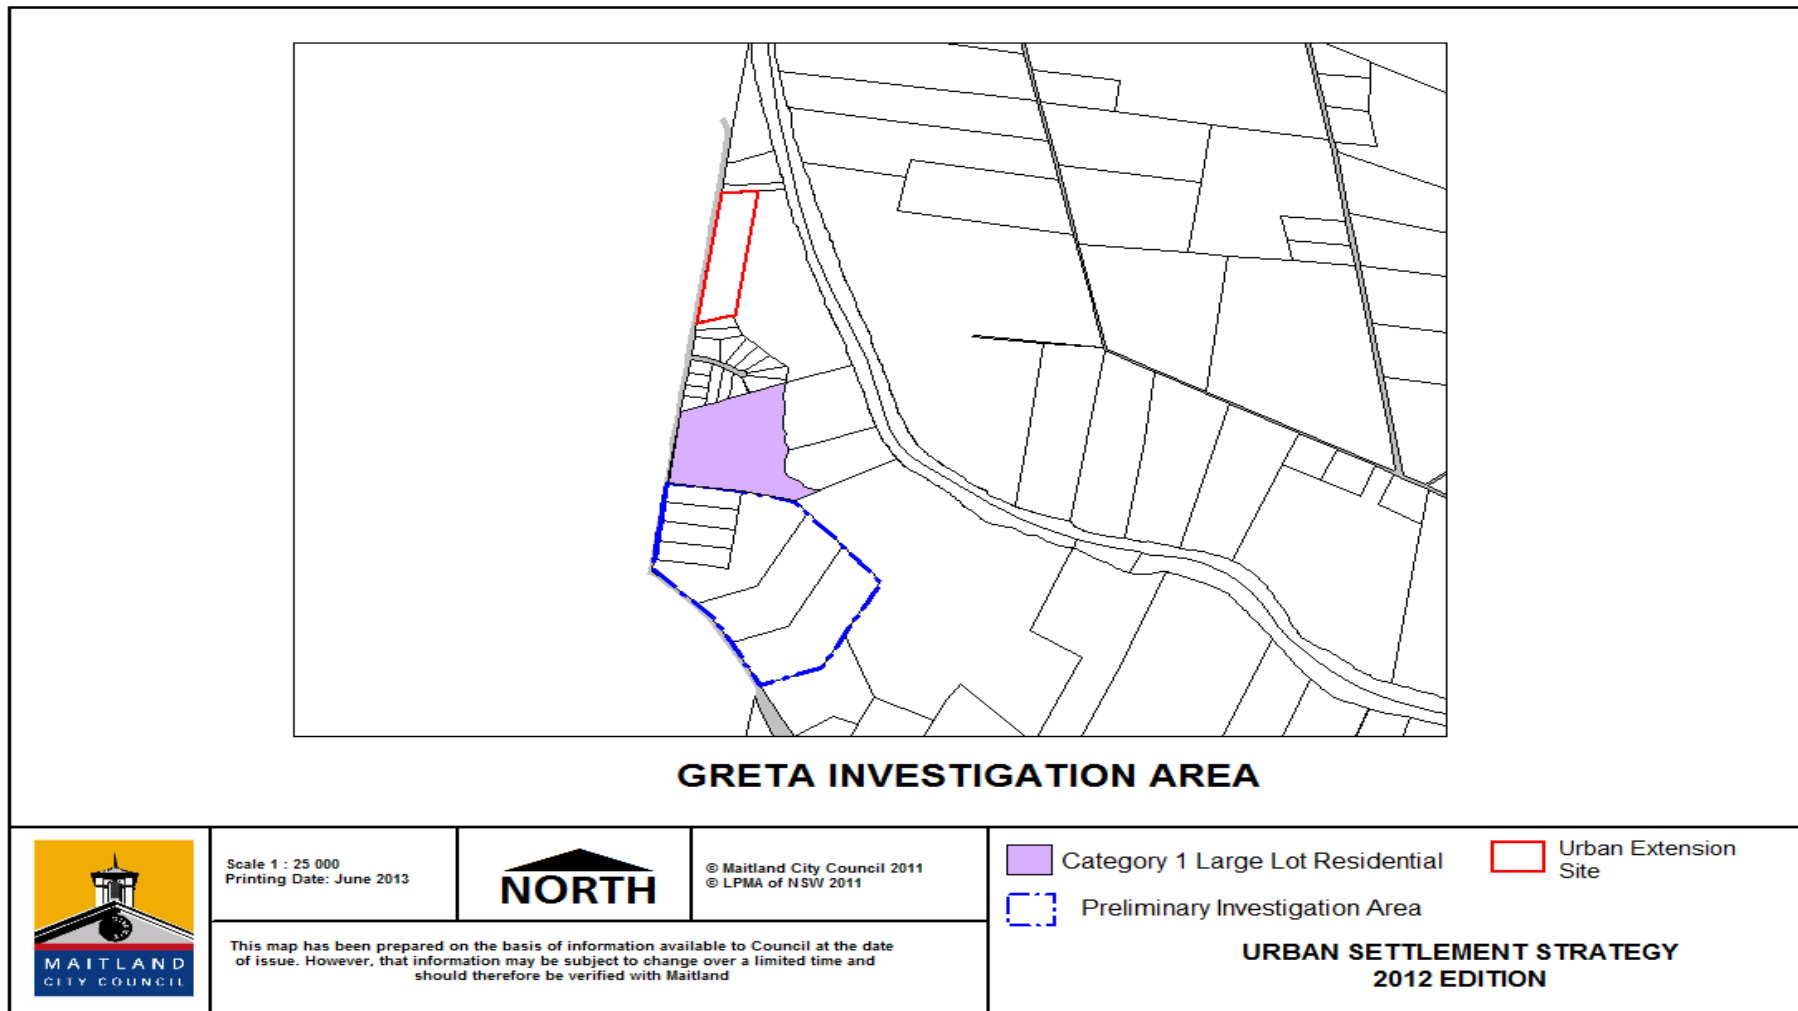 GRETA INVESTIGATION AREA
MAITLAND
CITY COUNCIL
Scale 1 : 25 000
Printing Date: June 2013
NORTH
© Maitland City Council 2011
© LPMA of NSW 2011
This map has been prepared on the basis of information available to Council at the date
of issue. However, that information may be subject to change over a limited time and
should therefore be verified with Maitland
Category 1 Large Lot Residential
Urban Extension
Site
Preliminary Investigation Area
URBAN SETTLEMENT STRATEGY
2012 EDITION